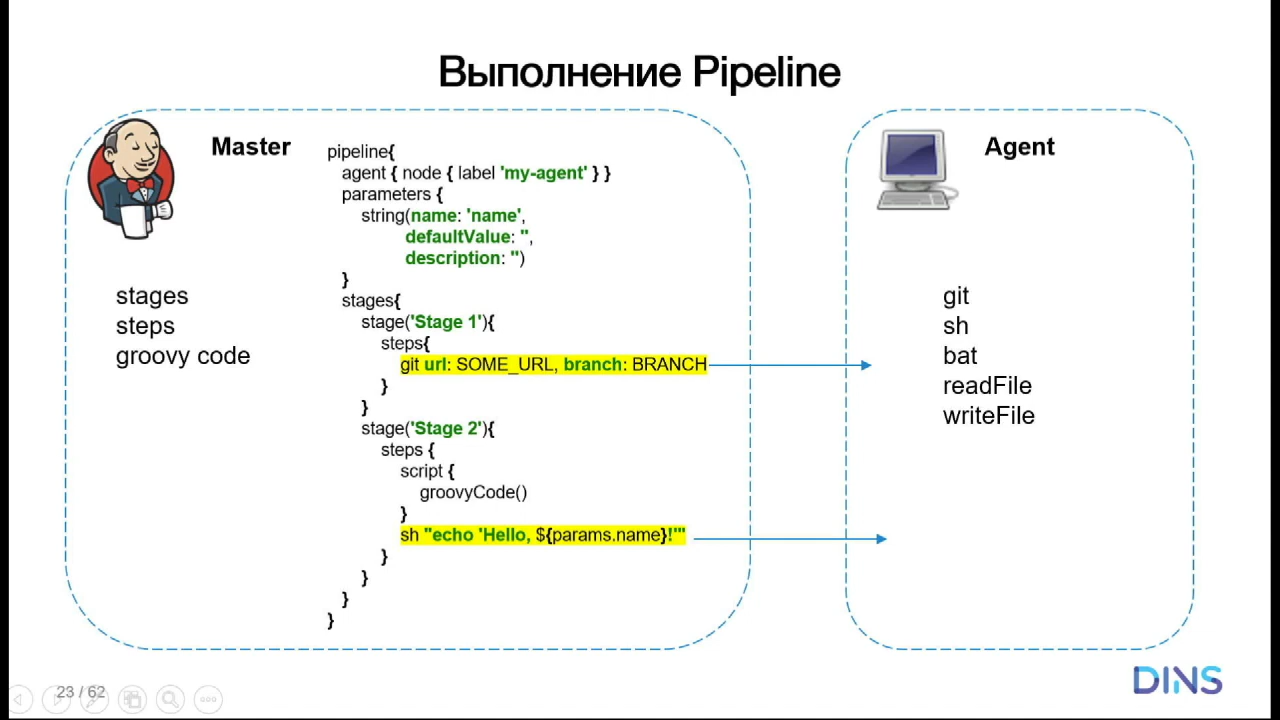 Выполнение Pipeline
Master
stages
steps
groovy code
pipeline{
agent { node { label 'my-agent' } }
parameters {
string(name: 'name',
defaultValue: '',
description: '')
}
stages{
stage('Stage 1'){
steps{
git url: SOME_URL, branch: BRANCH
}
}
stage('Stage 2'){
steps {
script {
groovyCode()
}
sh "echo 'Hello, ${params.name}!'"
}
}
}
}
Agent
git
sh
bat
readFile
writeFile
23 / 62
DINS